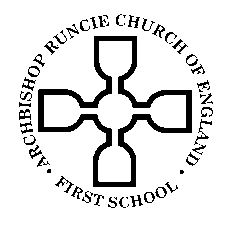 ARCHBISHOP RUNCIE CHURCH OF ENGLAND
• FIRST SCHOOL •